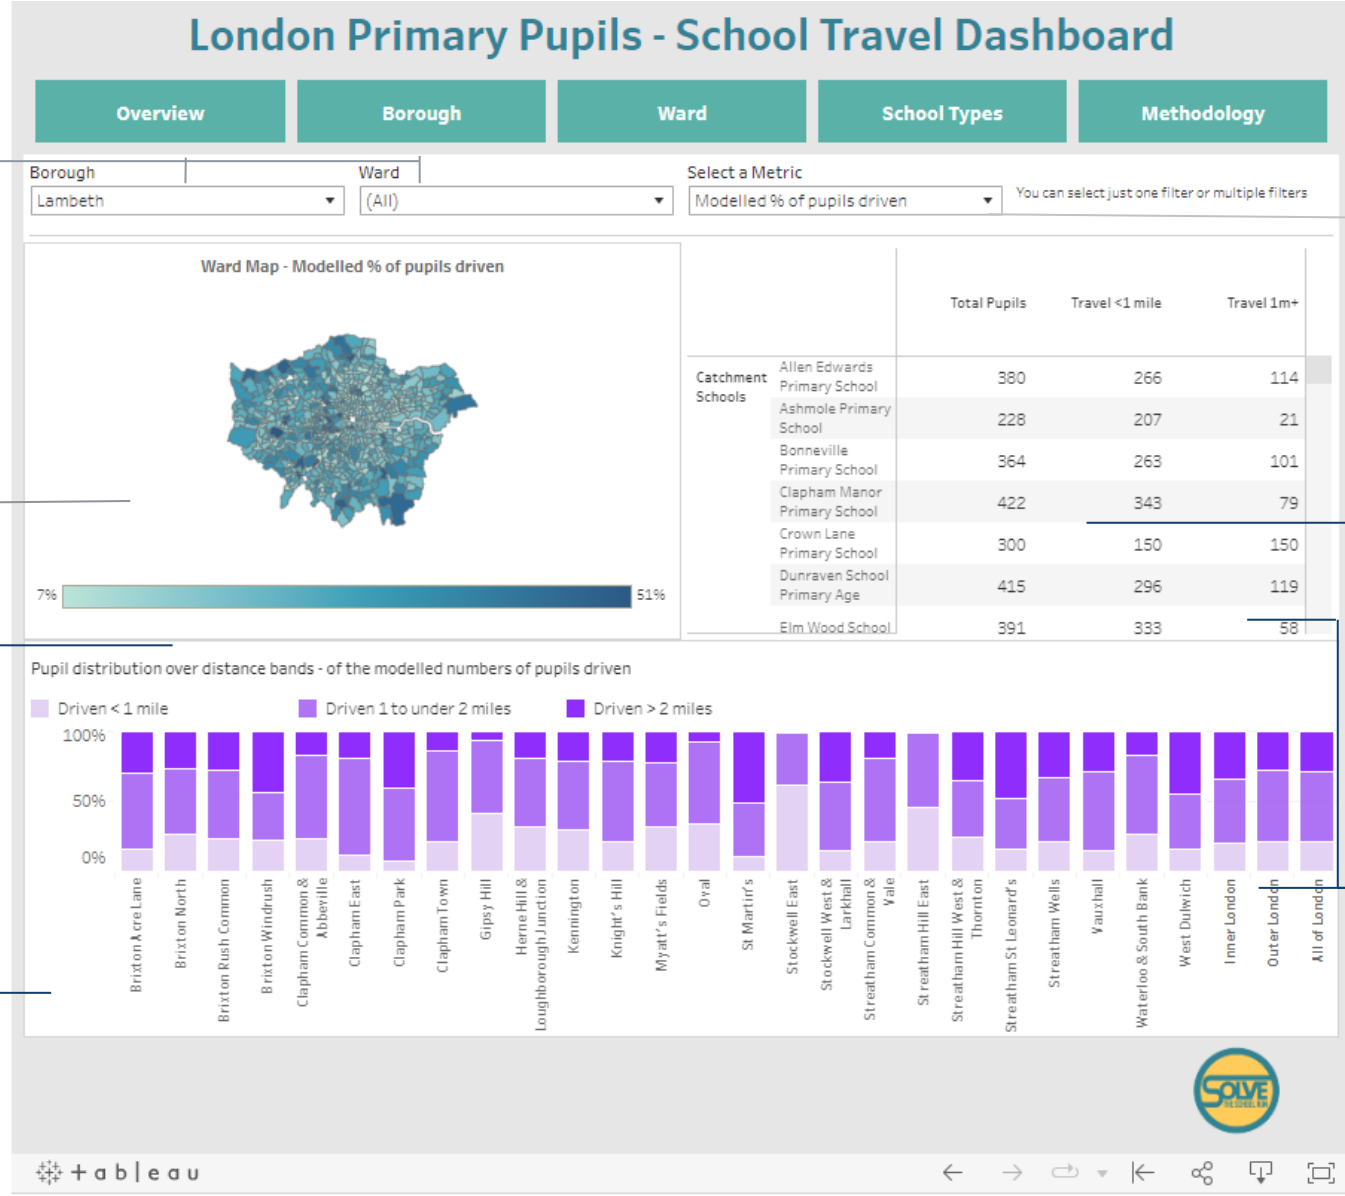 London Primary Pupils - School Travel Dashboard
Overview
Borough
Ward
School Types
Methodology
Borough
Ward
Select a Metric
Lambeth
(All)
Modelled % of pupils driven
You can select just one filter or multiple filters
Ward Map - Modelled % of pupils driven
7%
51%
Total Pupils
Travel <1 mile
Travel 1m+
Catchment
Schools
Allen Edwards
Primary School
380
266
114
Ashmole Primary
School
228
207
21
Bonneville
Primary School
364
263
101
Clapham Manor
Primary School
422
343
79
Crown Lane
Primary School
300
150
150
Dunraven School
Primary Age
415
296
119
Elm Wood School
391
333
58
Pupil distribution over distance bands - of the modelled numbers of pupils driven
Driven < 1 mile
Driven 1 to under 2 miles
Driven > 2 miles
100%
50%
0%
Brixton Acre Lane
Brixton North
Brixton Rush Common
Brixton Windrush
Clapham Common &
Abbeville
Clapham East
Clapham Park
Clapham Town
Gipsy Hill
Herne Hill &
Loughborough Junction
Kennington
Knight's Hill
Myatt's Fields
Oval
St Martin's
Stockwell East
Stockwell West &
Larkhall
Streatham Common &
Vale
Streatham Hill East
Streatham Hill West &
Thornton
Streatham St Leonard's
Streatham Wells
Vauxhall
Waterloo & South Bank
West Dulwich
Inner London
Outer London
All of London
SOLVE
THE SCHOOL RUN
+ableau